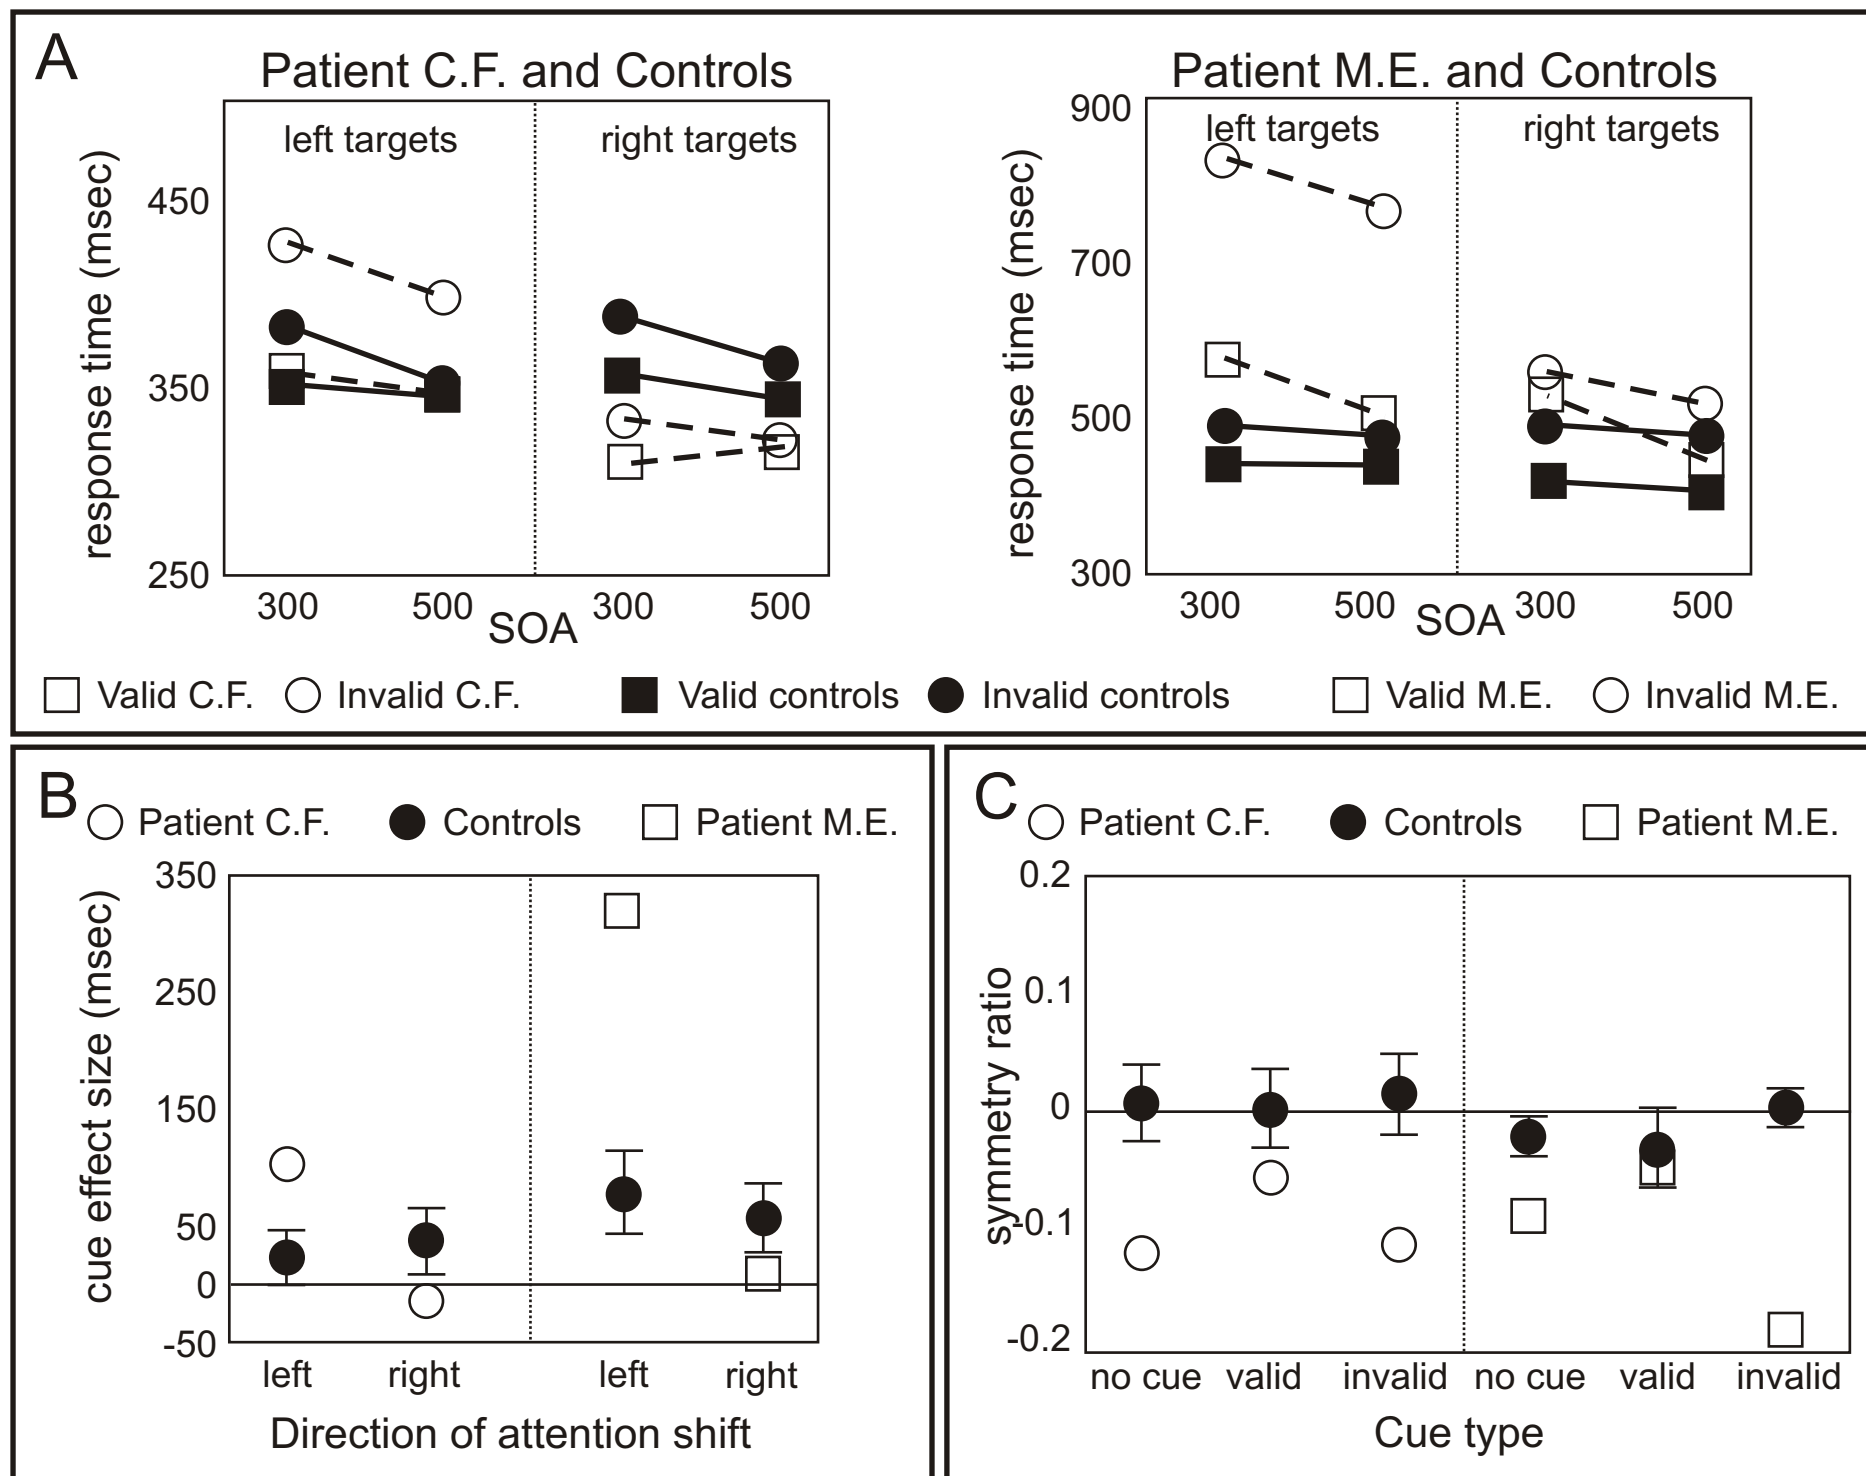 A
Patient C.F. and Controls
Patient M.E. and Controls
response time (msec)
450
350
250
left targets
right targets
300
500
300
500
SOA
response time (msec)
900
700
500
300
left targets
right targets
300
500
300
500
SOA
Valid C.F.
Invalid C.F.
Valid controls
Invalid controls
Valid M.E.
Invalid M.E.
B
Patient C.F.
Controls
Patient M.E.
cue effect size (msec)
350
250
150
50
0
-50
left
right
left
right
Direction of attention shift
C
Patient C.F.
Controls
Patient M.E.
symmetry ratio
0.2
0.1
0
-0.1
-0.2
no cue
valid
invalid
no cue
valid
invalid
Cue type